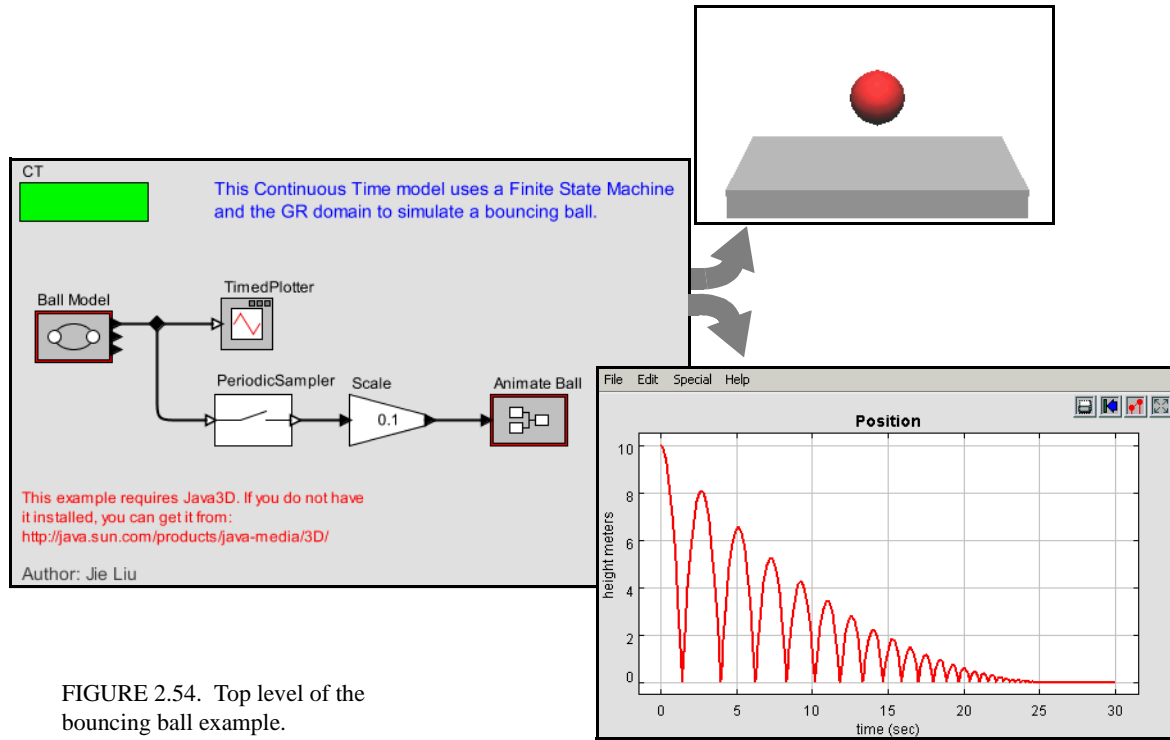 CT
This Continuous Time model uses a Finite State Machine
and the GR domain to simulate a bouncing ball.
Ball Model
TimedPlotter
PeriodicSampler
Scale
0.1
Animate Ball
This example requires Java3D. If you do not have
it installed, you can get it from:
http://java.sun.com/products/java-media/3D/
Author: Jie Liu
File Edit Special Help
Position
height meters
10
8
6
4
2
0
0 5 10 15 20 25 30
time (sec)
FIGURE 2.54. Top level of the
bouncing ball example.